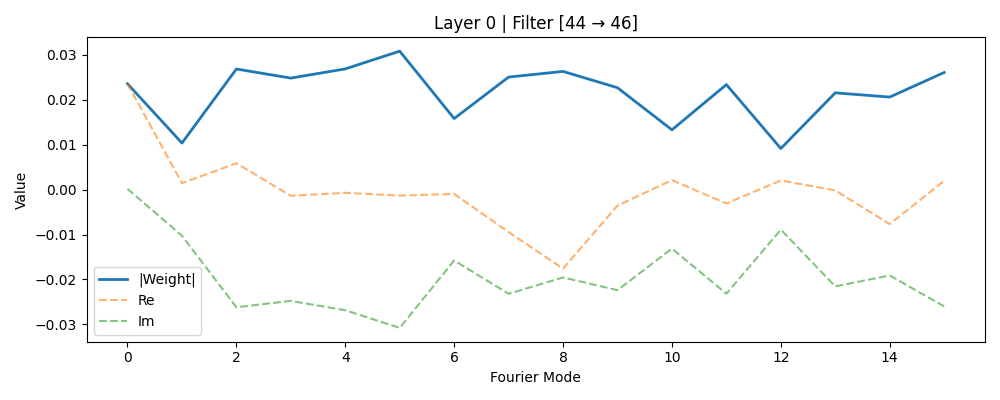 Layer 0 | Filter [44 → 46]
Value
0.03
0.02
0.01
0.00
−0.01
−0.02
−0.03
|Weight|
Re
Im
0 2 4 6 8 10 12 14
Fourier Mode